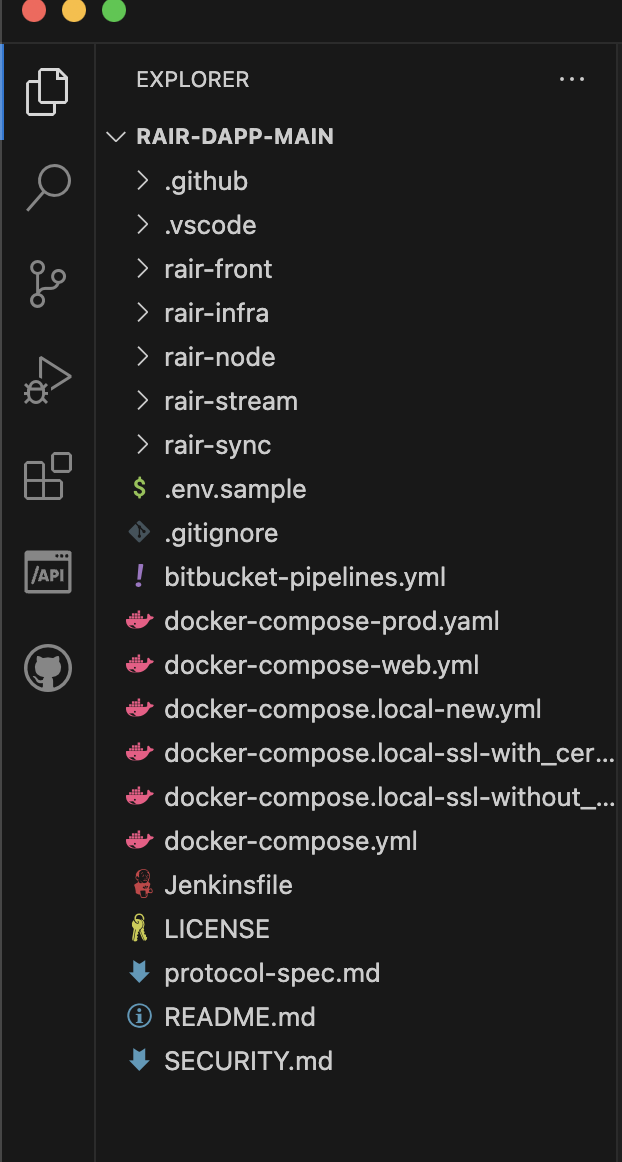 EXPLORER
RAIR-DAPP-MAIN
.github
.vscode
rair-front
rair-infra
rair-node
rair-stream
rair-sync
$ .env.sample
.gitignore
! bitbucket-pipelines.yml
docker-compose-prod.yaml
docker-compose-web.yml
docker-compose.local-new.yml
docker-compose.local-ssl-with_cer...
docker-compose.local-ssl-without_...
docker-compose.yml
/API
Jenkinsfile
LICENSE
protocol-spec.md
README.md
SECURITY.md